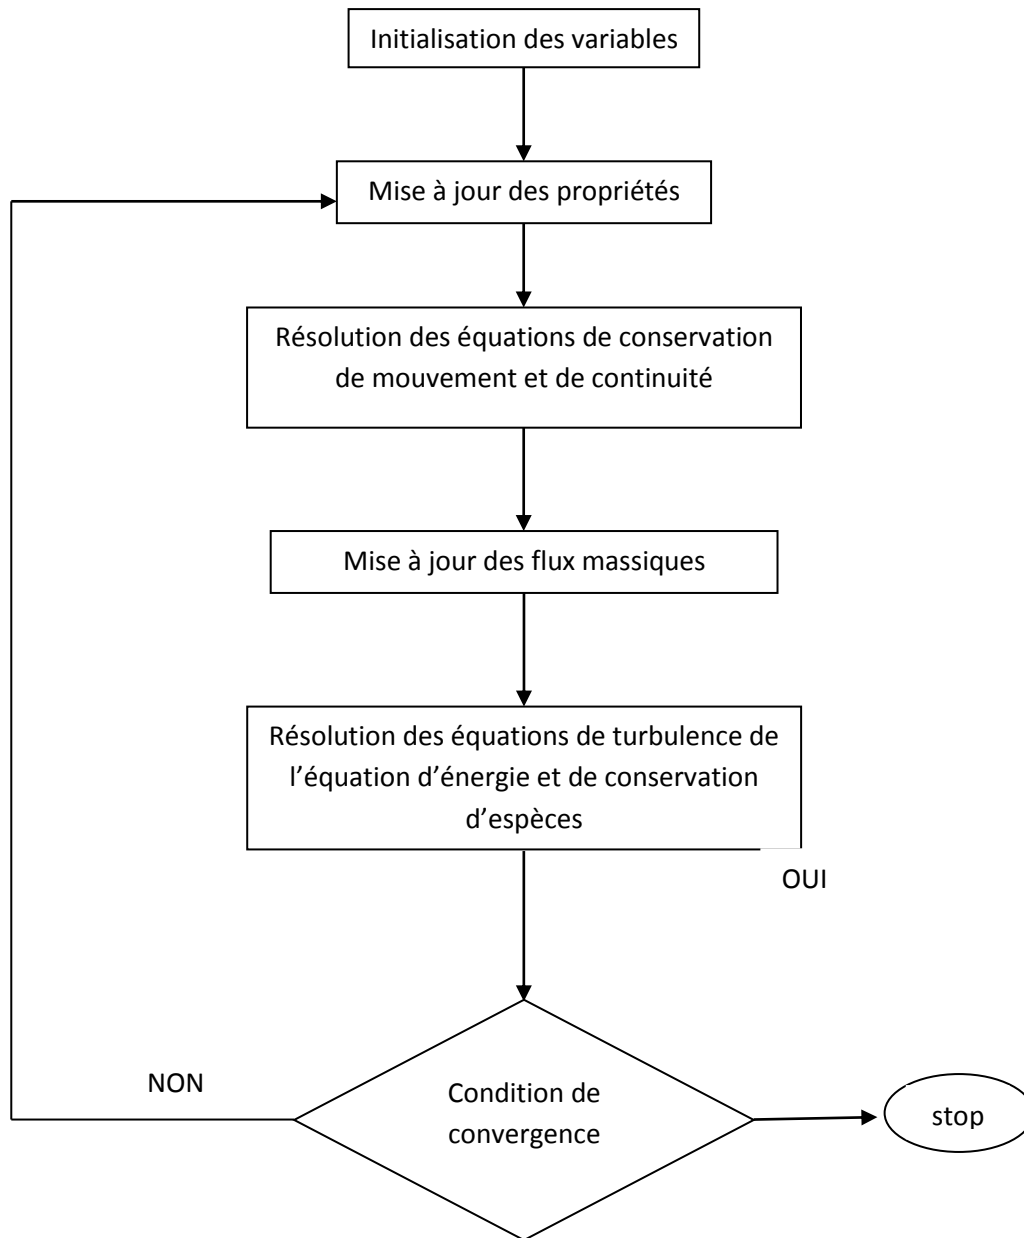 Initialisation des variables
Mise à jour des propriétés
Résolution des équations de conservation
de mouvement et de continuité
Mise à jour des flux massiques
Résolution des équations de turbulence de
l’équation d’énergie et de conservation
d’espèces
OUI
NON
Condition de
convergence
stop